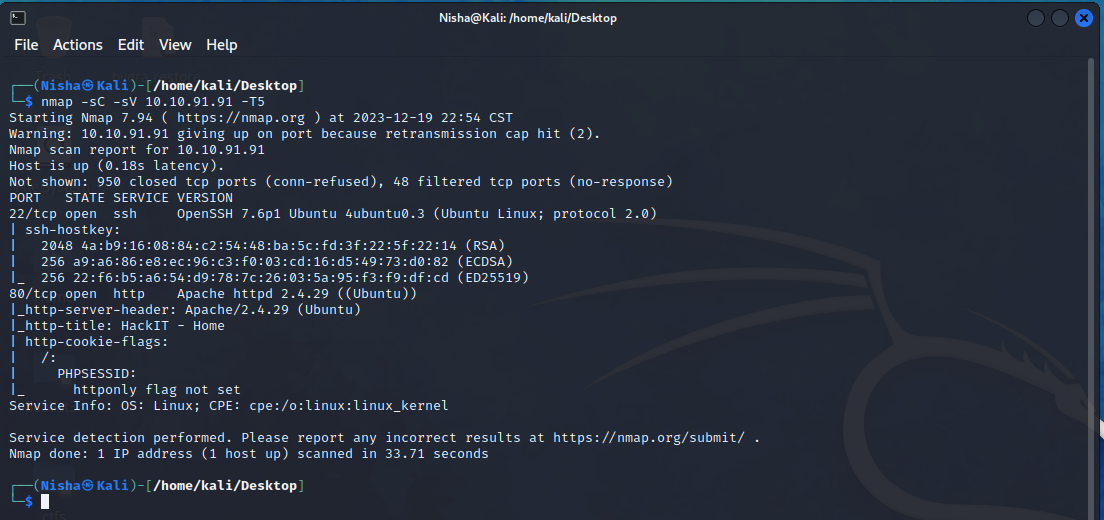 Nisha@Kali: /home/kali/Desktop
File Actions Edit View Help
┌──(Nisha㉿Kali)-[/home/kali/Desktop]
└─$ nmap -sC -sV 10.10.91.91 -T5
Starting Nmap 7.94 ( https://nmap.org ) at 2023-12-19 22:54 CST
Warning: 10.10.91.91 giving up on port because retransmission cap hit (2).
Nmap scan report for 10.10.91.91
Host is up (0.18s latency).
Not shown: 950 closed tcp ports (conn-refused), 48 filtered tcp ports (no-response)
PORT   STATE SERVICE VERSION
22/tcp open  ssh     OpenSSH 7.6p1 Ubuntu 4ubuntu0.3 (Ubuntu Linux; protocol 2.0)
| ssh-hostkey:
|   2048 4a:b9:16:08:84:c2:54:48:ba:5c:fd:3f:22:5f:22:14 (RSA)
|   256 a9:a6:86:e8:ec:96:c3:f0:03:cd:16:d5:49:73:d0:82 (ECDSA)
|_  256 22:f6:b5:a6:54:d9:78:7c:26:03:5a:95:f3:f9:df:cd (ED25519)
80/tcp open  http    Apache httpd 2.4.29 ((Ubuntu))
|_http-server-header: Apache/2.4.29 (Ubuntu)
|_http-title: HackIT - Home
| http-cookie-flags:
|   /:
|     PHPSESSID:
|_      httponly flag not set
Service Info: OS: Linux; CPE: cpe:/o:linux:linux_kernel
Service detection performed. Please report any incorrect results at https://nmap.org/submit/ .
Nmap done: 1 IP address (1 host up) scanned in 33.71 seconds
┌──(Nisha㉿Kali)-[/home/kali/Desktop]
└─$